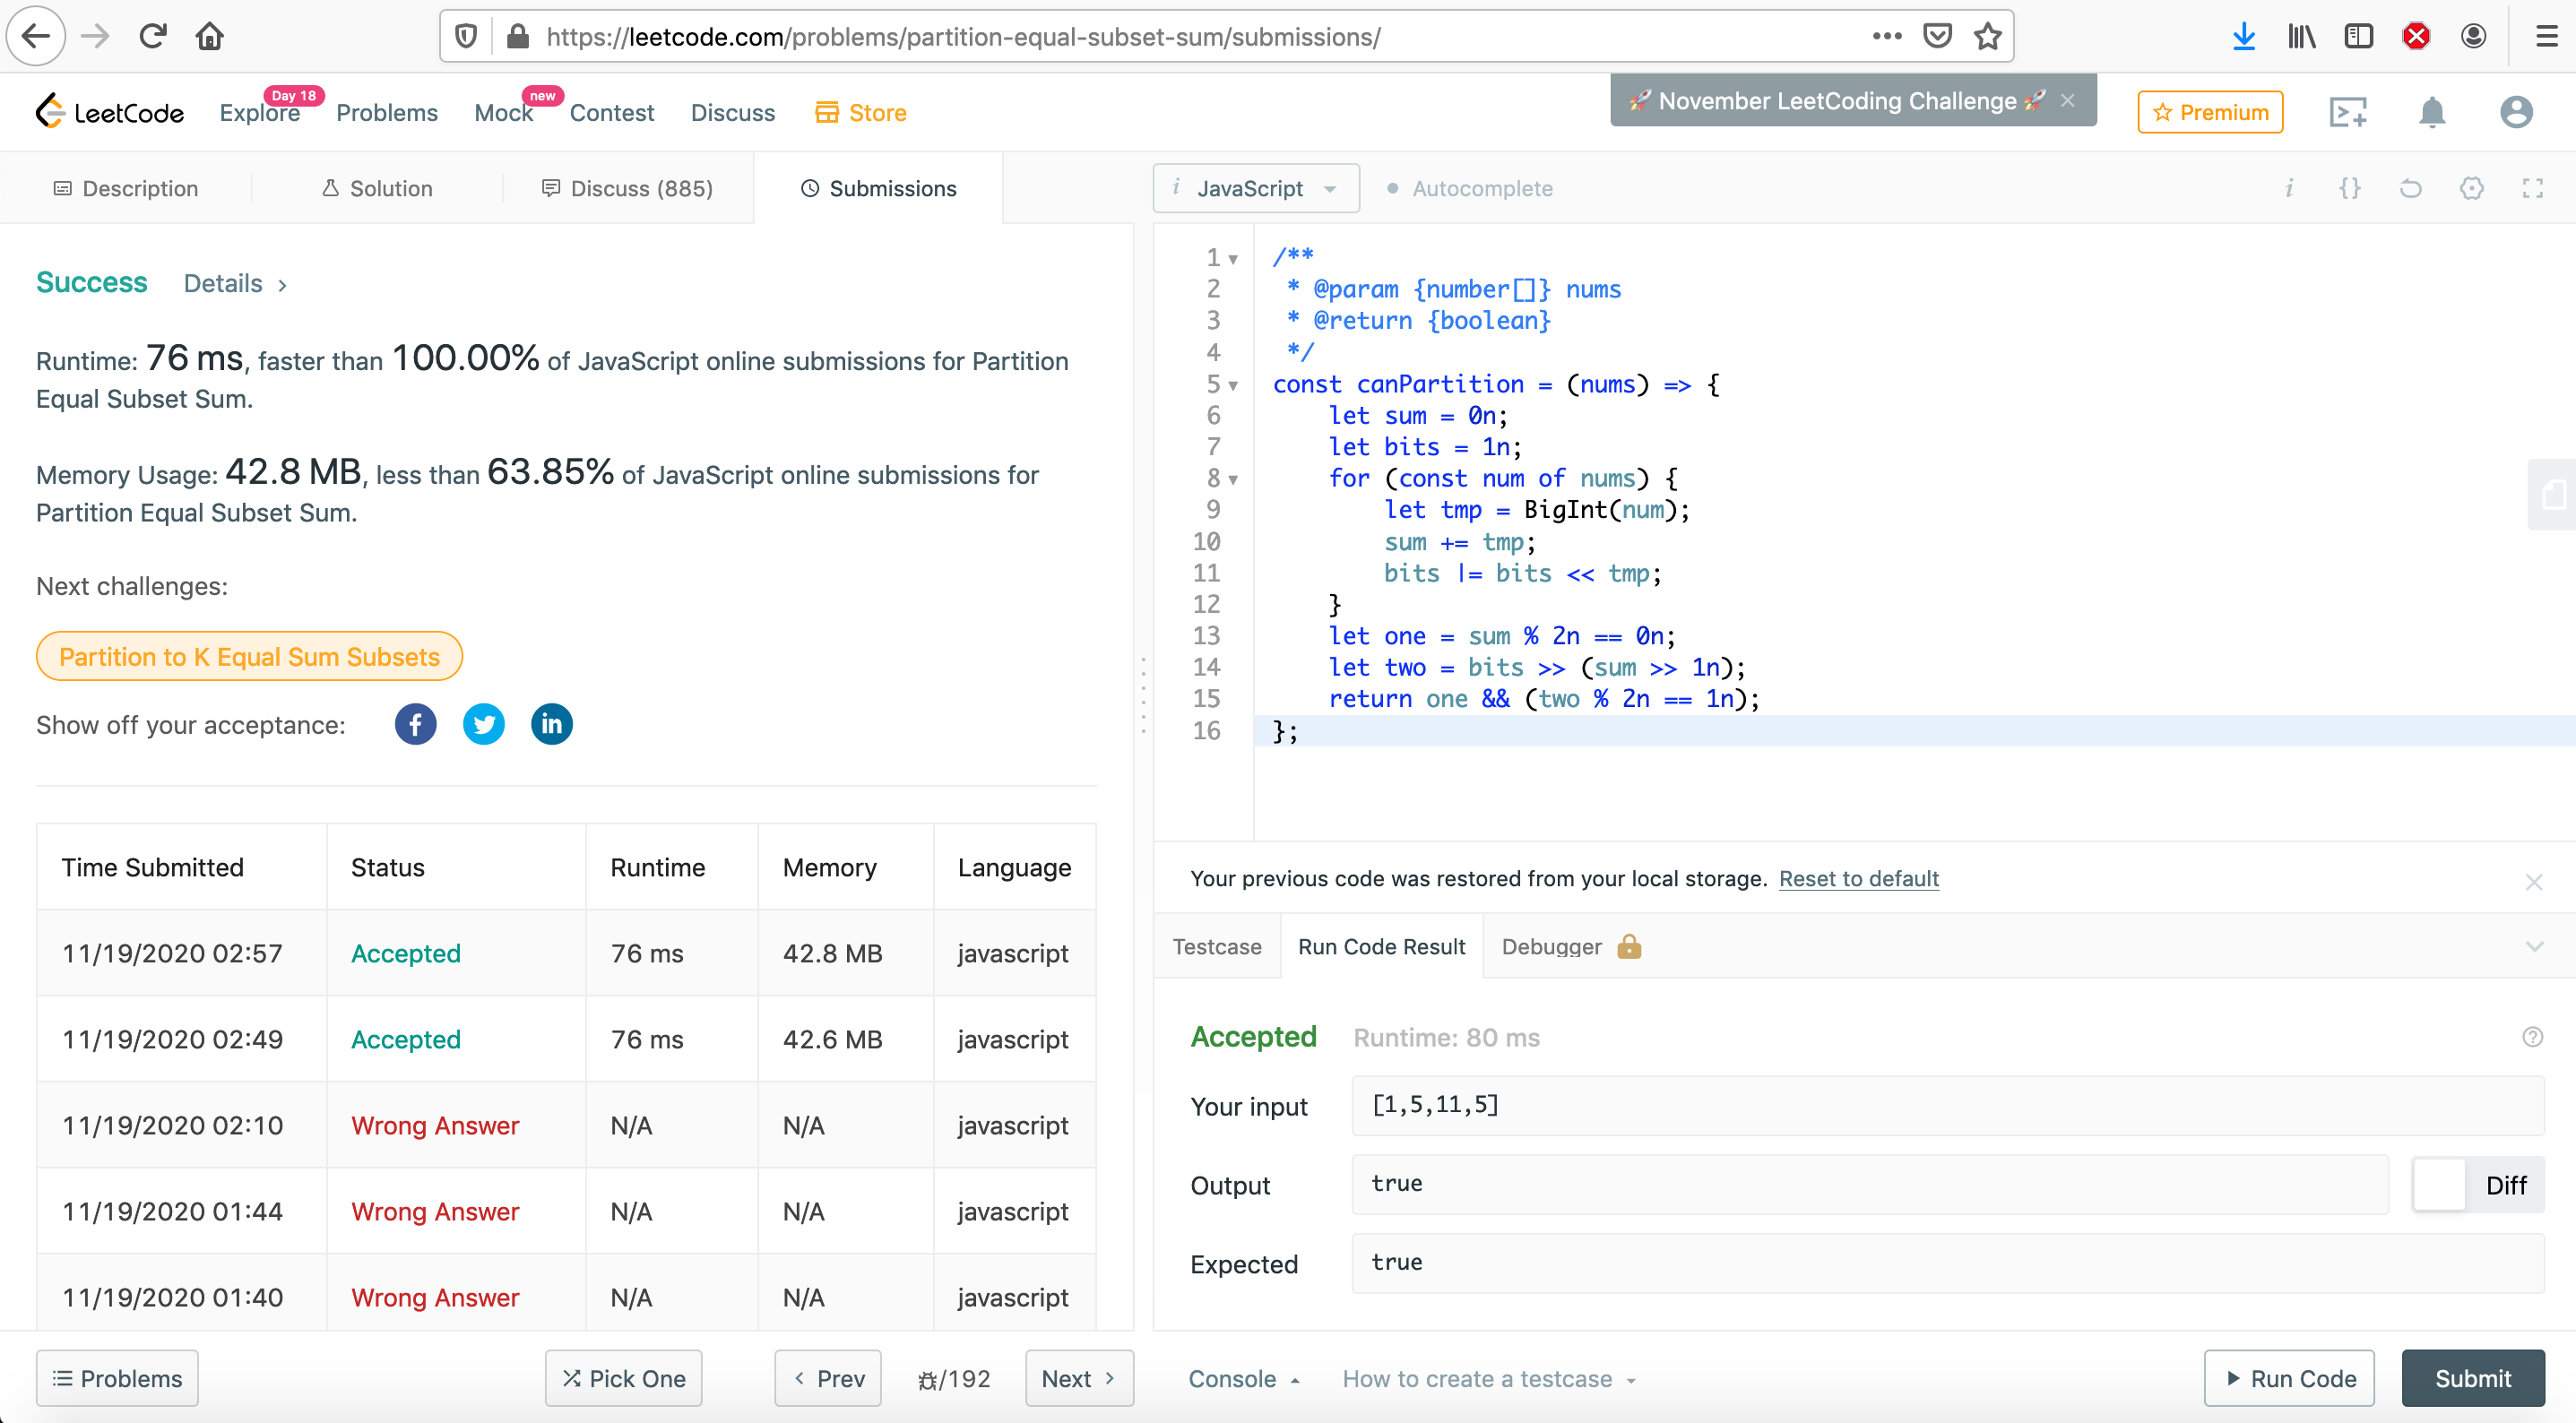 https://leetcode.com/problems/partition-equal-subset-sum/submissions/
LeetCode
Explore
Day 18
Problems
Mock
new
Contest
Discuss
Store
🚀 November LeetCoding Challenge 🚀 ×
Premium
Description
Solution
Discuss (885)
Submissions
i JavaScript
Autocomplete
Success Details >
Runtime: 76 ms, faster than 100.00% of JavaScript online submissions for Partition
Equal Subset Sum.
Memory Usage: 42.8 MB, less than 63.85% of JavaScript online submissions for
Partition Equal Subset Sum.
Next challenges:
Partition to K Equal Sum Subsets
Show off your acceptance:
Time Submitted Status Runtime Memory Language
11/19/2020 02:57 Accepted 76 ms 42.8 MB javascript
11/19/2020 02:49 Accepted 76 ms 42.6 MB javascript
11/19/2020 02:10 Wrong Answer N/A N/A javascript
11/19/2020 01:44 Wrong Answer N/A N/A javascript
11/19/2020 01:40 Wrong Answer N/A N/A javascript
Problems
Pick One
< Prev
/192
Next >
1 /**
2 * @param {number[]} nums
3 * @return {boolean}
4 */
5 const canPartition = (nums) => {
6 let sum = 0n;
7 let bits = 1n;
8 for (const num of nums) {
9 let tmp = BigInt(num);
10 sum += tmp;
11 bits |= bits << tmp;
12 }
13 let one = sum % 2n == 0n;
14 let two = bits >> (sum >> 1n);
15 return one && (two % 2n == 1n);
16 };
Your previous code was restored from your local storage. Reset to default
Testcase
Run Code Result
Debugger
Accepted Runtime: 80 ms
Your input [1,5,11,5]
Output true
Diff
Expected true
Console
How to create a testcase
Run Code
Submit